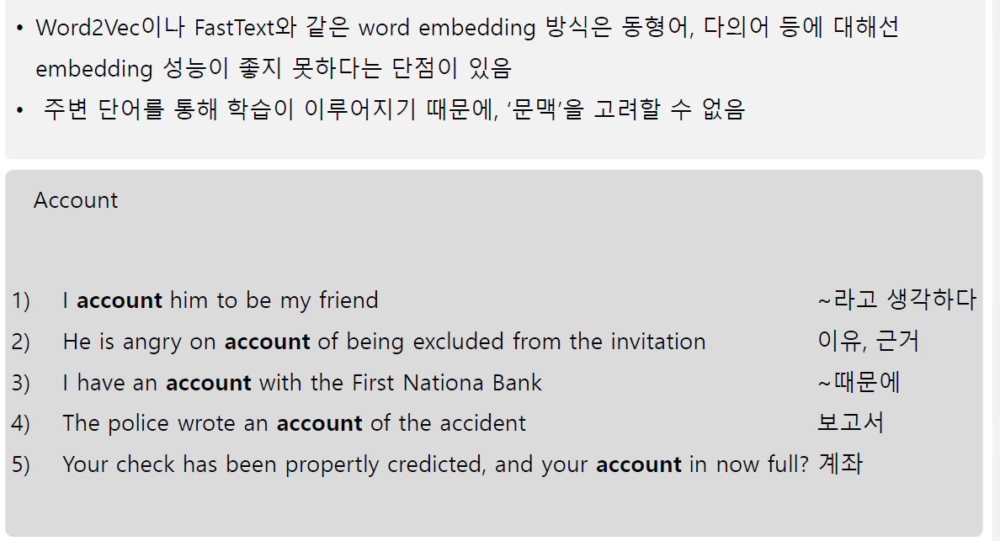 • Word2Vec이나 FastText와 같은 word embedding 방식은 동형어, 다의어 등에 대해선
embedding 성능이 좋지 못하다는 단점이 있음
• 주변 단어를 통해 학습이 이루어지기 때문에, ‘문맥’을 고려할 수 없음
Account
1) I account him to be my friend ~라고 생각하다
2) He is angry on account of being excluded from the invitation 이유, 근거
3) I have an account with the First Nationa Bank ~때문에
4) The police wrote an account of the accident 보고서
5) Your check has been propertly credicted, and your account in now full? 계좌